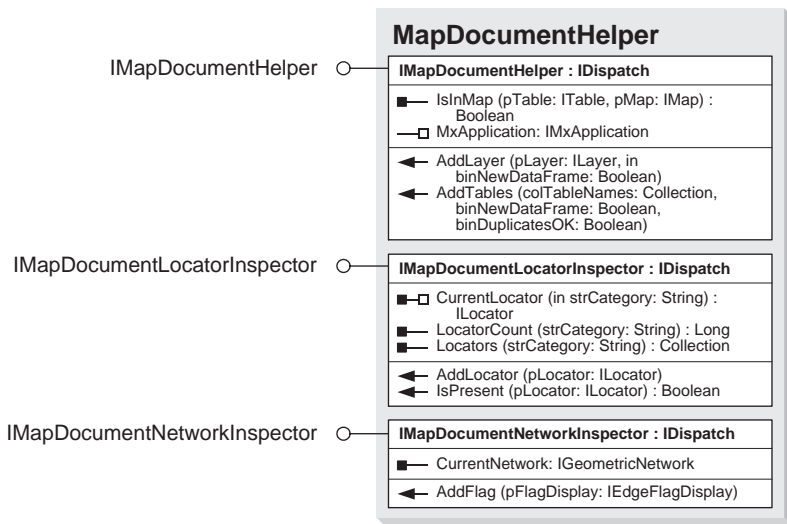 MapDocumentHelper
IMapDocumentHelper
IMapDocumentHelper : IDispatch
IsInMap (pTable: ITable, pMap: IMap) :
Boolean
MxApplication: IMxApplication
AddLayer (pLayer: ILayer, in
binNewDataFrame: Boolean)
AddTables (colTableNames: Collection,
binNewDataFrame: Boolean,
binDuplicatesOK: Boolean)
IMapDocumentLocatorInspector
IMapDocumentLocatorInspector : IDispatch
CurrentLocator (in strCategory: String) :
ILocator
LocatorCount (strCategory: String) : Long
Locators (strCategory: String) : Collection
AddLocator (pLocator: ILocator)
IsPresent (pLocator: ILocator) : Boolean
IMapDocumentNetworkInspector
IMapDocumentNetworkInspector : IDispatch
CurrentNetwork: IGeometricNetwork
AddFlag (pFlagDisplay: IEdgeFlagDisplay)